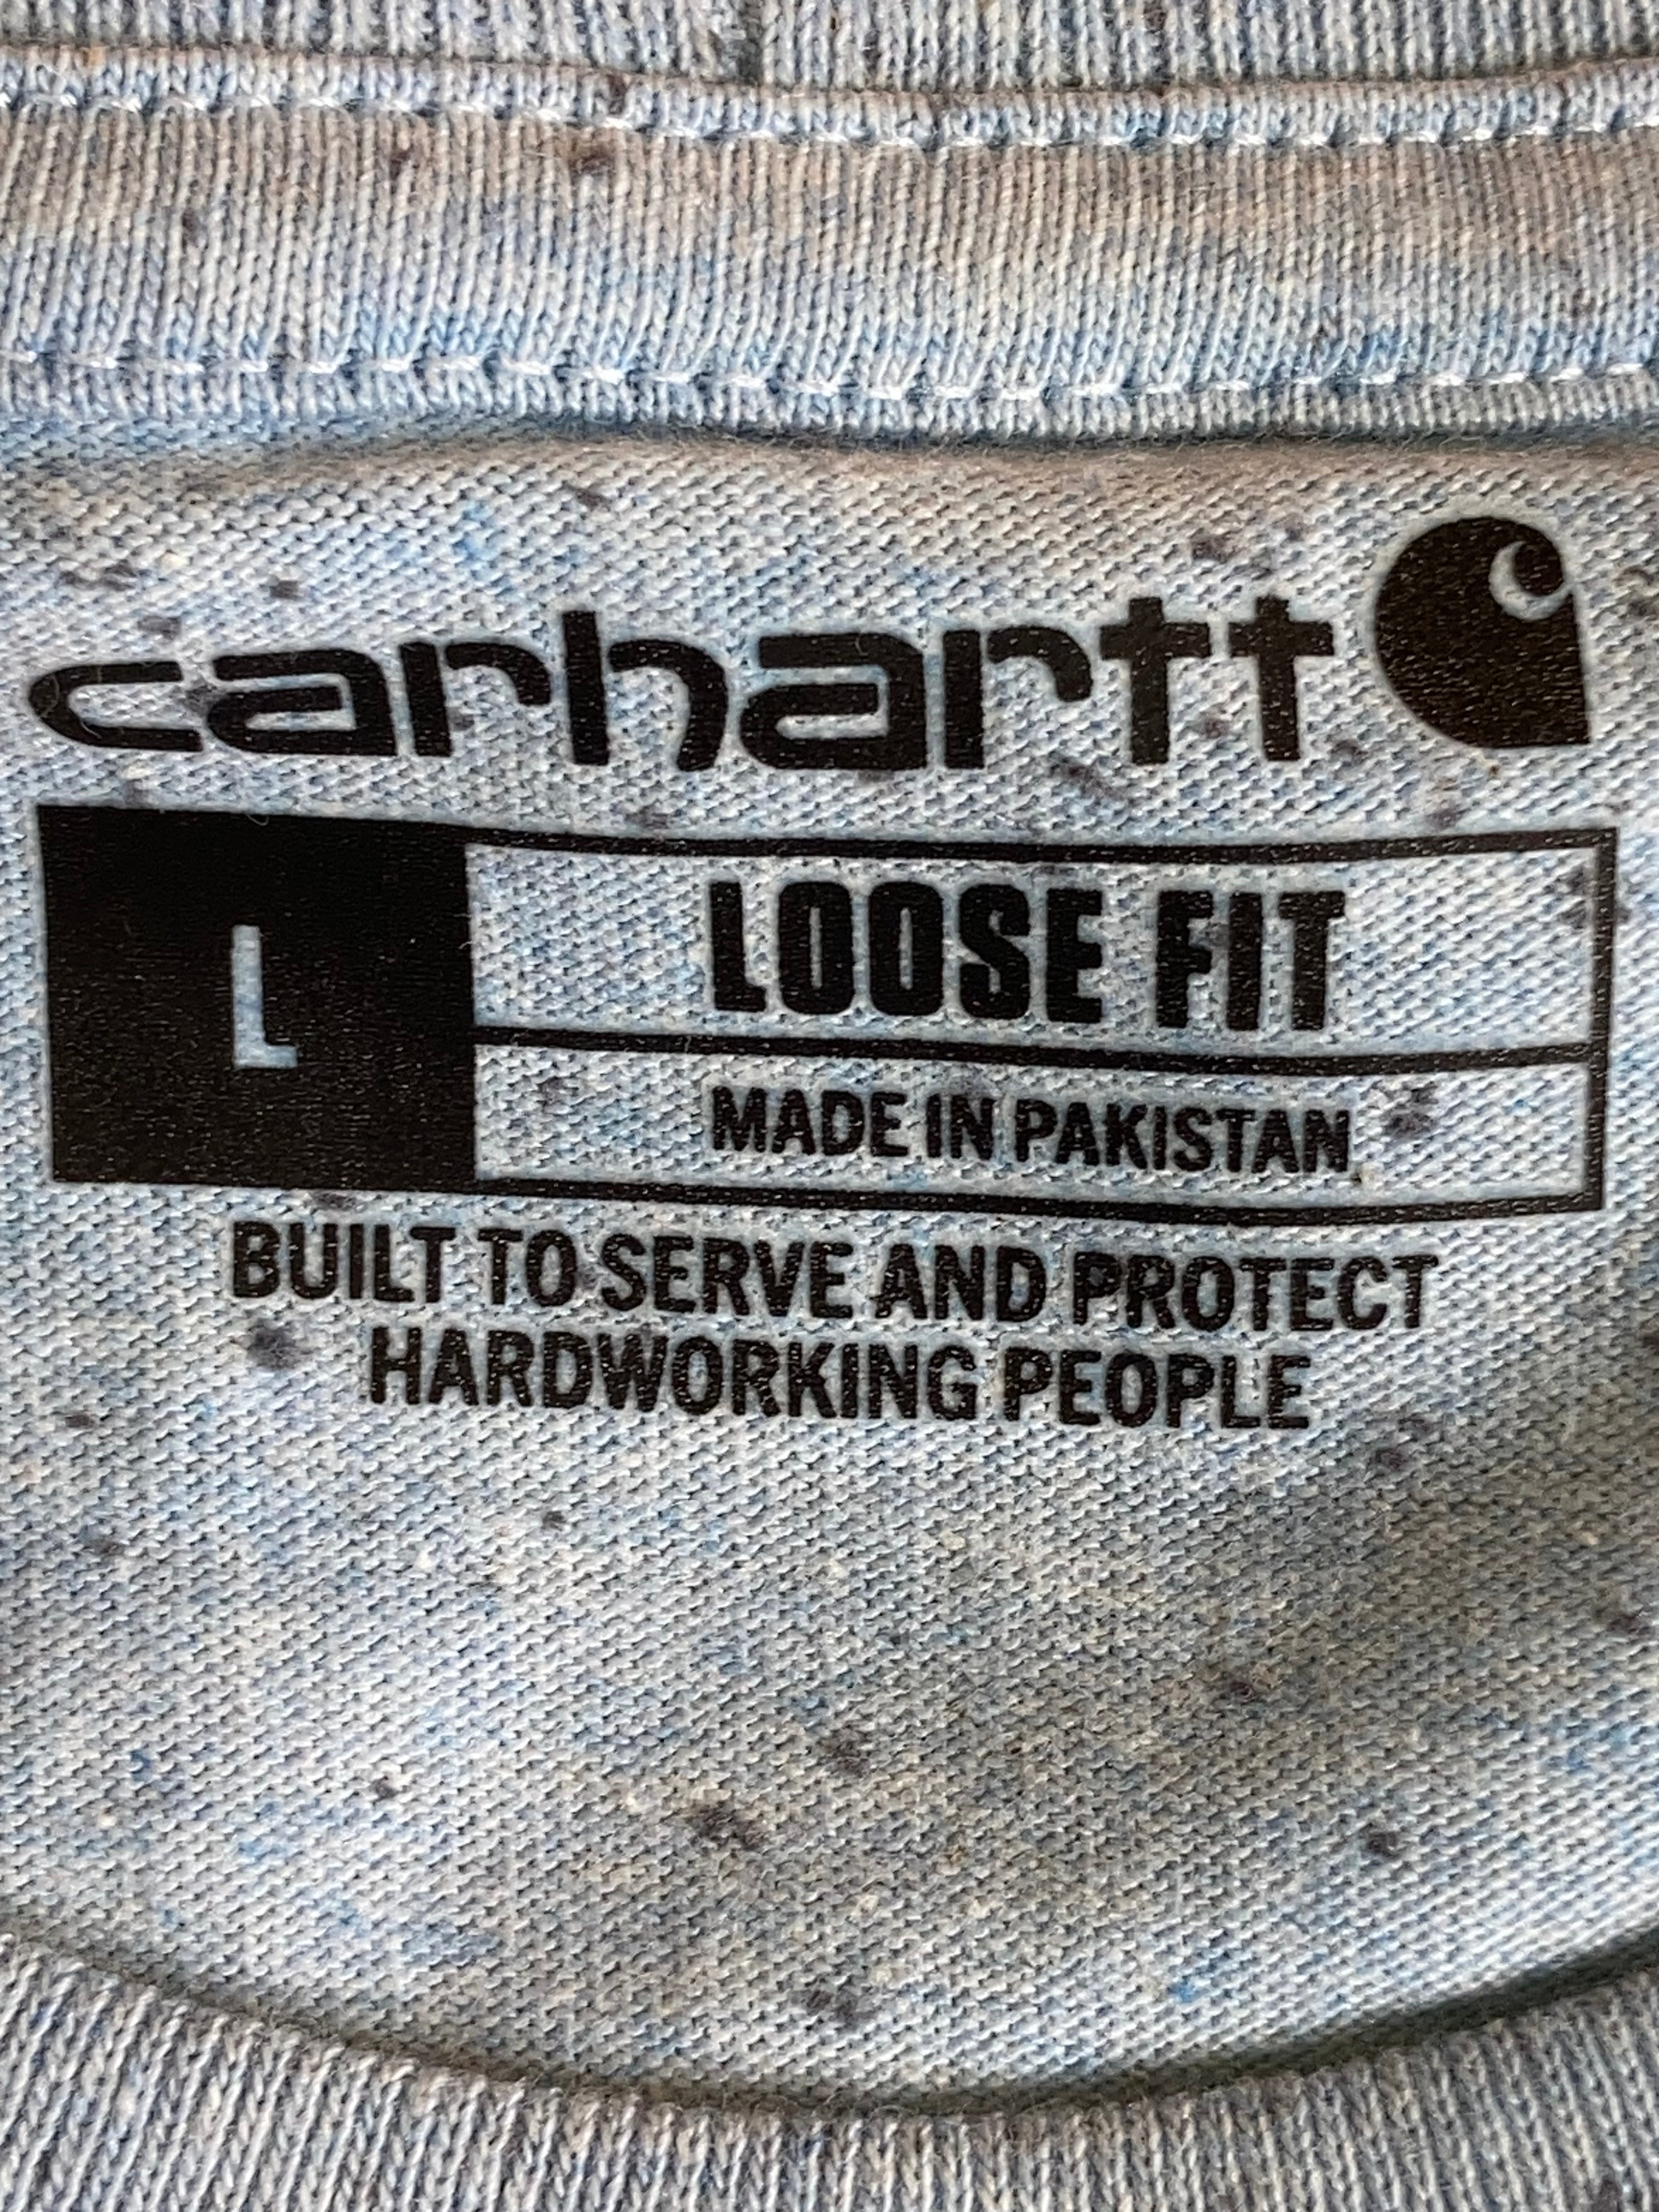 carhartt
L
LOOSE FIT
MADE IN PAKISTAN
BUILT TO SERVE AND PROTECT
HARDWORKING PEOPLE